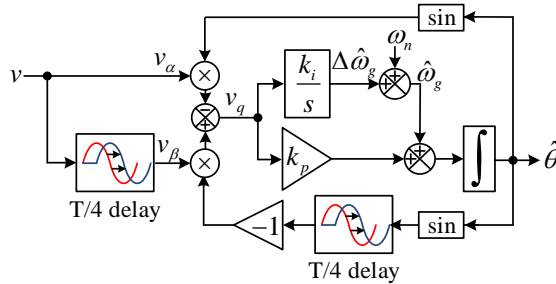 sin
v
v_α
×
k_i
s
Δω̂_g
ω_n
ω̂_g
v_q
v_β
×
k_p
∫
θ̂
T/4 delay
−1
sin
T/4 delay